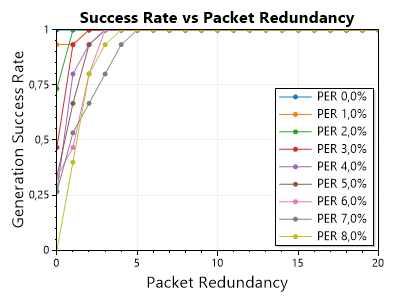 Success Rate vs Packet Redundancy
Generation Success Rate
1
0,75
0,5
0,25
0
0
5
10
15
20
Packet Redundancy
PER 0,0%
PER 1,0%
PER 2,0%
PER 3,0%
PER 4,0%
PER 5,0%
PER 6,0%
PER 7,0%
PER 8,0%